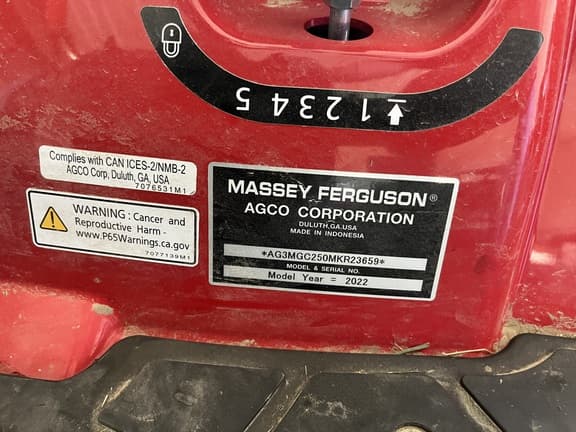 1 2 3 4 5
Complies with CAN ICES-2/NMB-2
AGCO Corp, Duluth, GA, USA
7076531M1
WARNING : Cancer and
Reproductive Harm -
www.P65Warnings.ca.gov
7077139M1
MASSEY FERGUSON®
AGCO CORPORATION
DULUTH,GA.USA
MADE IN INDONESIA
*AG3MGC250MKR23659*
MODEL & SERIAL NO.
Model Year = 2022